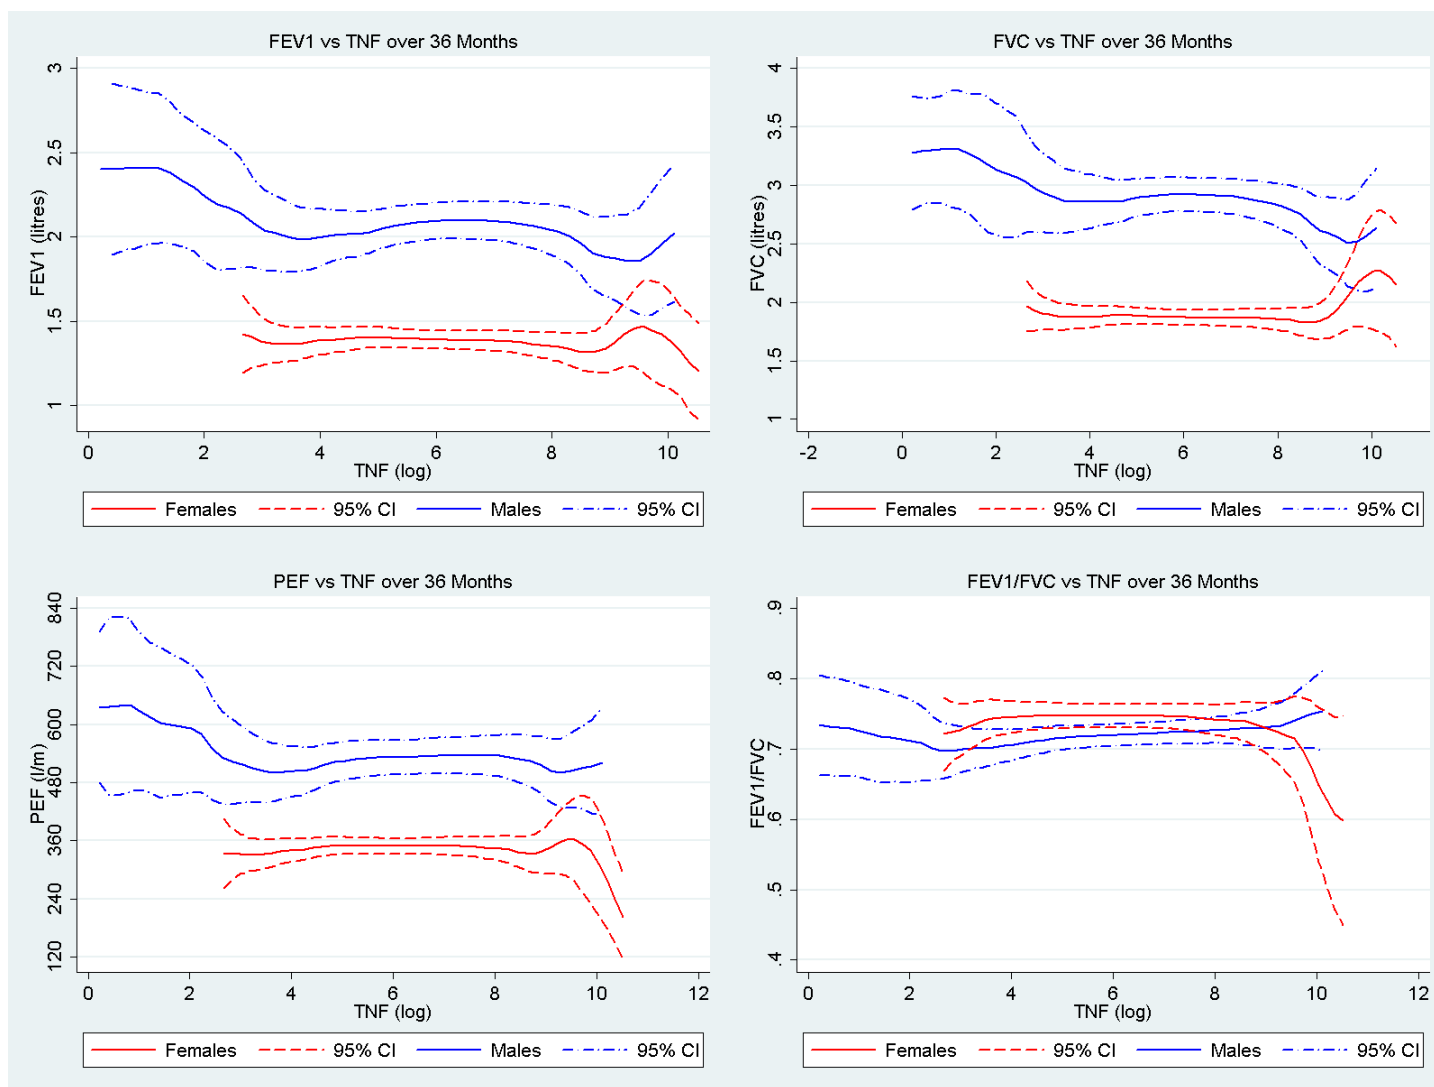 FEV1 vs TNF over 36 Months
FEV1 (litres)
3
2.5
2
1.5
1
0 2 4 6 8 10
TNF (log)
Females 95% CI Males 95% CI
FVC vs TNF over 36 Months
FVC (litres)
4
3.5
3
2.5
2
1.5
1
-2 0 2 4 6 8 10
TNF (log)
Females 95% CI Males 95% CI
PEF vs TNF over 36 Months
PEF (l/m)
840
720
600
480
360
240
120
0 2 4 6 8 10 12
TNF (log)
Females 95% CI Males 95% CI
FEV1/FVC vs TNF over 36 Months
FEV1/FVC
.9
.8
.7
.6
.5
.4
0 2 4 6 8 10 12
TNF (log)
Females 95% CI Males 95% CI